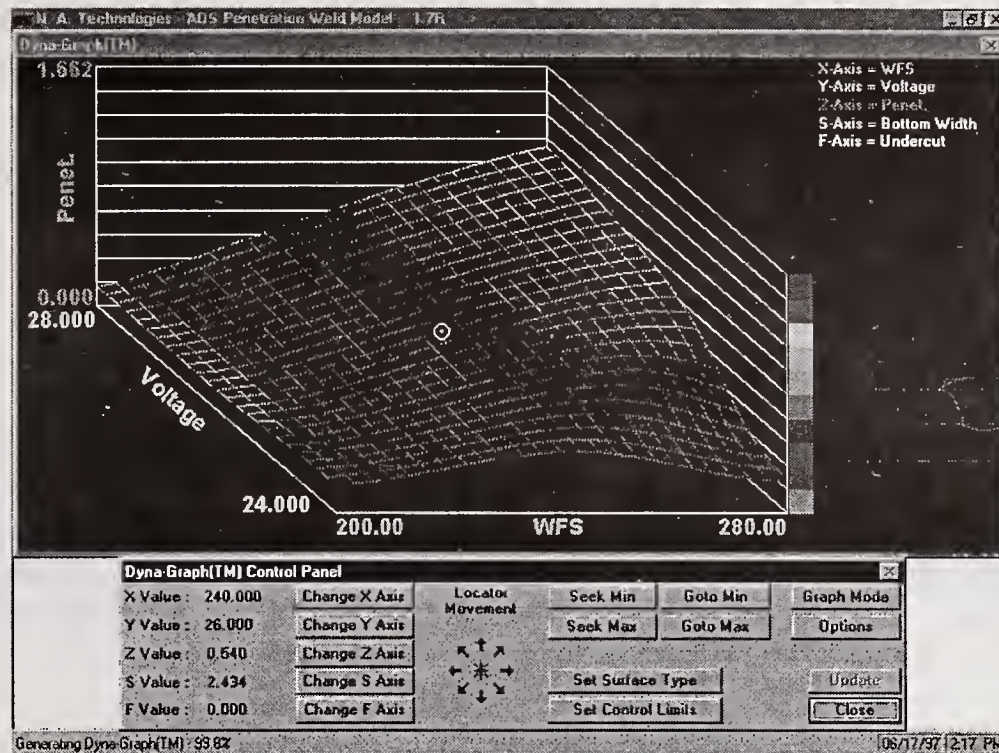 N. A. Technologies - ADS Penetration Weld Model - 1.7R
Dyna-Graph(TM)
1.662
Penet.
0.000
28.000
Voltage
24.000
200.00
WFS
280.00
X-Axis = WFS
Y-Axis = Voltage
Z-Axis = Penet.
S-Axis = Bottom Width
F-Axis = Undercut
Dyna-Graph(TM) Control Panel
X Value : 240.000 Change X Axis
Y Value : 26.000 Change Y Axis
Z Value : 0.640 Change Z Axis
S Value : 2.434 Change S Axis
F Value : 0.000 Change F Axis
Locator
Movement
Seek Min Goto Min Graph Mode
Seek Max Goto Max Options
Set Surface Type Update
Set Control Limits Close
Generating Dyna-Graph(TM) - 99.8% 12:17 PM